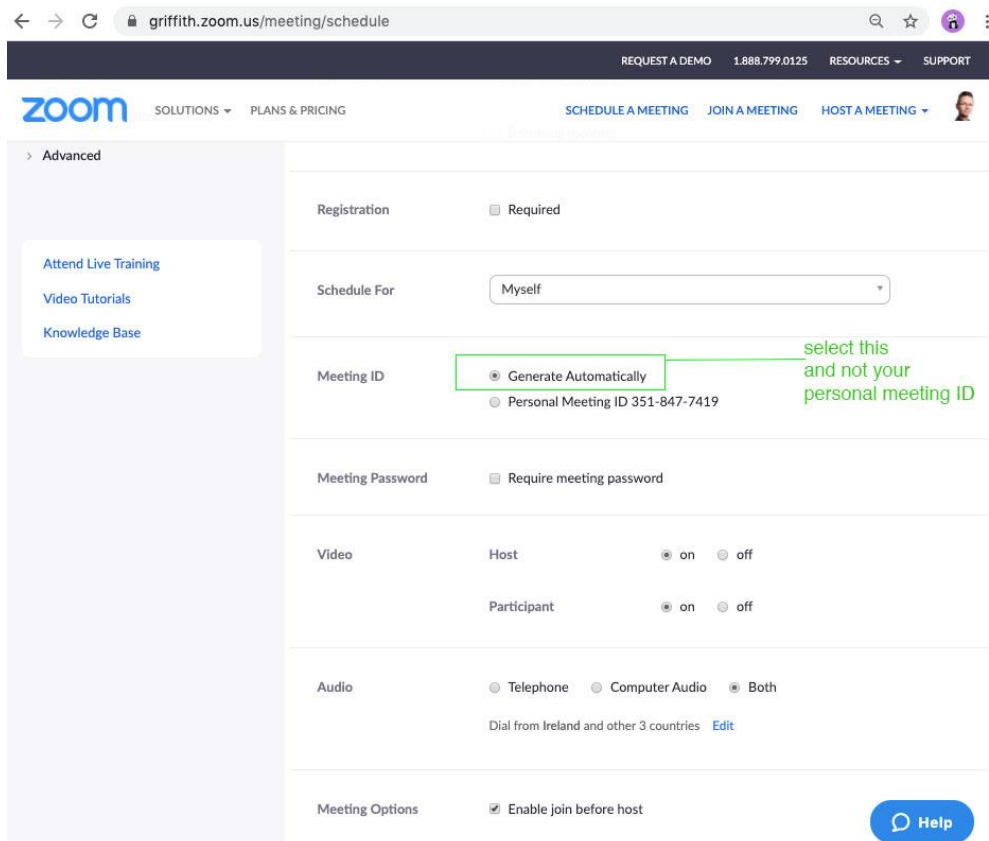 griffith.zoom.us/meeting/schedule
REQUEST A DEMO 1.888.799.0125 RESOURCES SUPPORT
zoom SOLUTIONS PLANS & PRICING SCHEDULE A MEETING JOIN A MEETING HOST A MEETING
Advanced
Registration Required
Attend Live Training
Video Tutorials
Knowledge Base
Schedule For Myself
Meeting ID Generate Automatically
Personal Meeting ID 351-847-7419
select this
and not your
personal meeting ID
Meeting Password Require meeting password
Video Host on off
Participant on off
Audio Telephone Computer Audio Both
Dial from Ireland and other 3 countries Edit
Meeting Options Enable join before host
Help